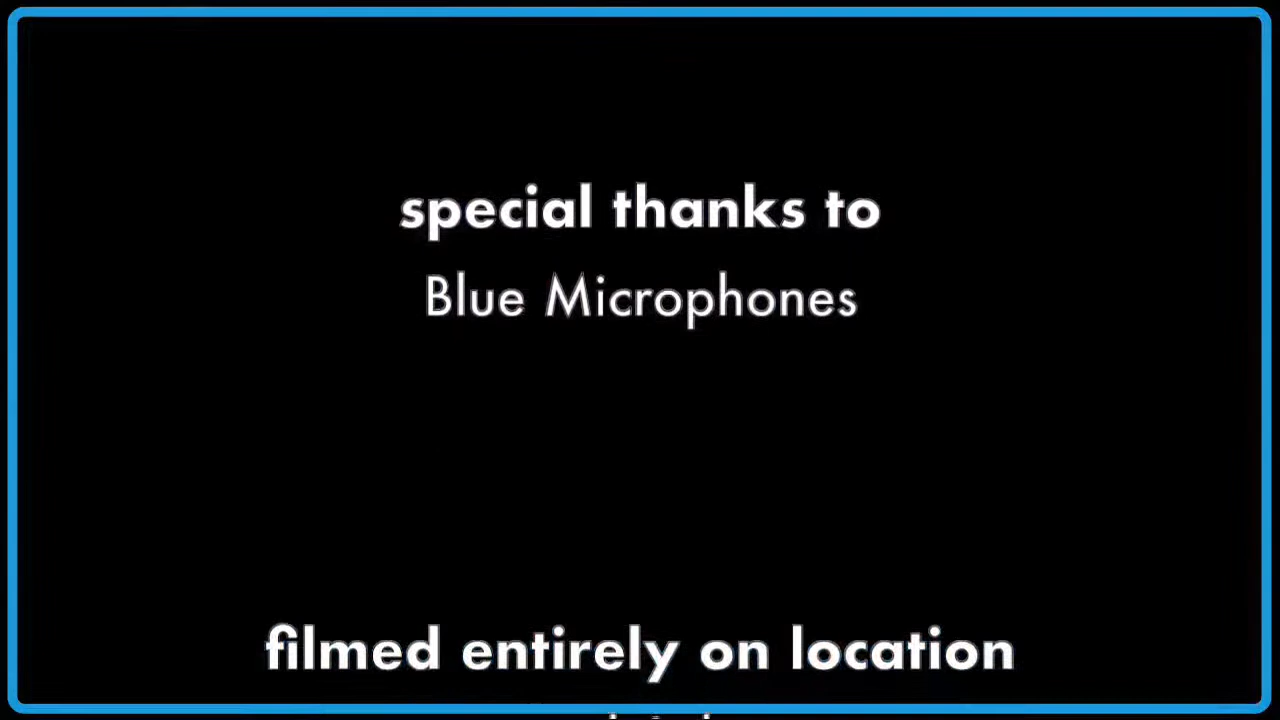 special thanks to
Blue Microphones
filmed entirely on location